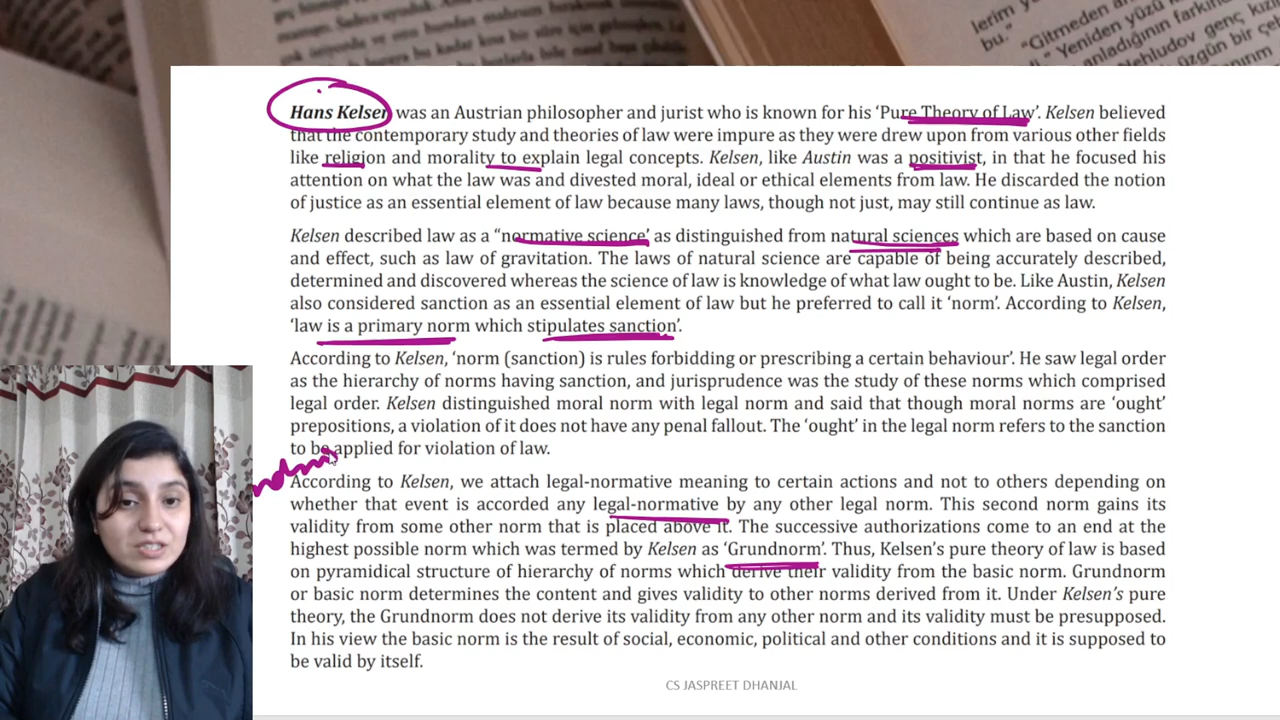 lerim y
bu."
"Gitmeden an
"Yeniden yüzü k
anladığının farkında
Nehludov genç kızı
Hans Kelsen was an Austrian philosopher and jurist who is known for his ‘Pure Theory of Law’. Kelsen believed
that the contemporary study and theories of law were impure as they were drew upon from various other fields
like religion and morality to explain legal concepts. Kelsen, like Austin was a positivist, in that he focused his
attention on what the law was and divested moral, ideal or ethical elements from law. He discarded the notion
of justice as an essential element of law because many laws, though not just, may still continue as law.
Kelsen described law as a “normative science’ as distinguished from natural sciences which are based on cause
and effect, such as law of gravitation. The laws of natural science are capable of being accurately described,
determined and discovered whereas the science of law is knowledge of what law ought to be. Like Austin, Kelsen
also considered sanction as an essential element of law but he preferred to call it ‘norm’. According to Kelsen,
‘law is a primary norm which stipulates sanction’.
According to Kelsen, ‘norm (sanction) is rules forbidding or prescribing a certain behaviour’. He saw legal order
as the hierarchy of norms having sanction, and jurisprudence was the study of these norms which comprised
legal order. Kelsen distinguished moral norm with legal norm and said that though moral norms are ‘ought’
prepositions, a violation of it does not have any penal fallout. The ‘ought’ in the legal norm refers to the sanction
to be applied for violation of law.
According to Kelsen, we attach legal-normative meaning to certain actions and not to others depending on
whether that event is accorded any legal-normative by any other legal norm. This second norm gains its
validity from some other norm that is placed above it. The successive authorizations come to an end at the
highest possible norm which was termed by Kelsen as ‘Grundnorm’. Thus, Kelsen’s pure theory of law is based
on pyramidical structure of hierarchy of norms which derive their validity from the basic norm. Grundnorm
or basic norm determines the content and gives validity to other norms derived from it. Under Kelsen’s pure
theory, the Grundnorm does not derive its validity from any other norm and its validity must be presupposed.
In his view the basic norm is the result of social, economic, political and other conditions and it is supposed to
be valid by itself.
CS JASPREET DHANJAL